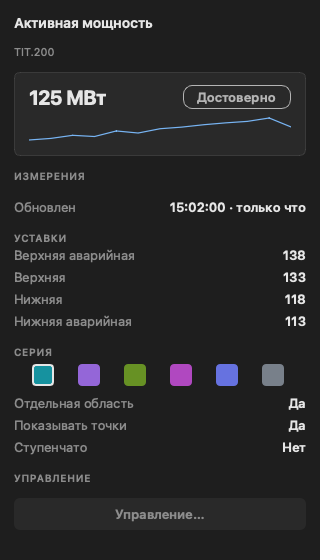 Активная мощность
TIT.200
125 МВт
Достоверно
ИЗМЕРЕНИЯ
Обновлен 15:02:00 · только что
УСТАВКИ
Верхняя аварийная 138
Верхняя 133
Нижняя 118
Нижняя аварийная 113
СЕРИЯ
Отдельная область Да
Показывать точки Да
Ступенчато Нет
УПРАВЛЕНИЕ
Управление...